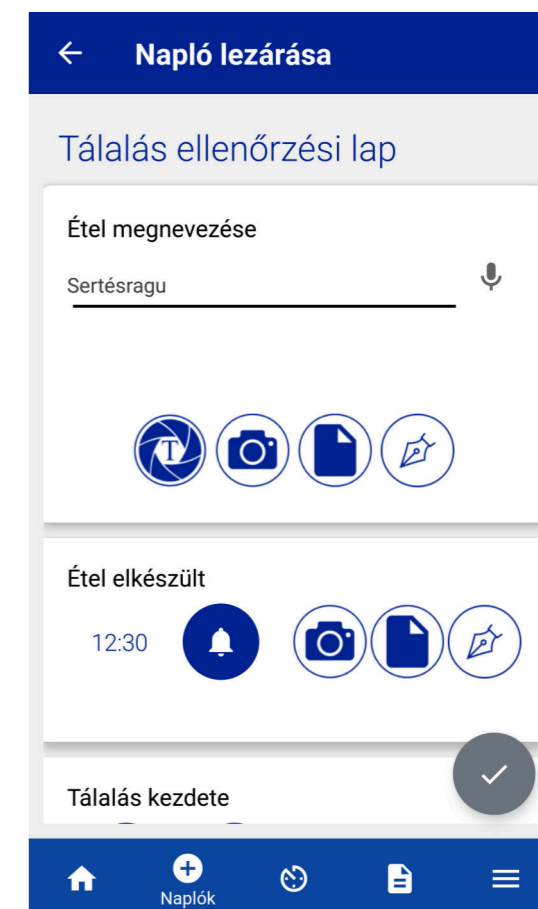 Napló lezárása
Tálalás ellenőrzési lap
Étel megnevezése
Sertésragu
T
Étel elkészült
12:30
Tálalás kezdete
Naplók